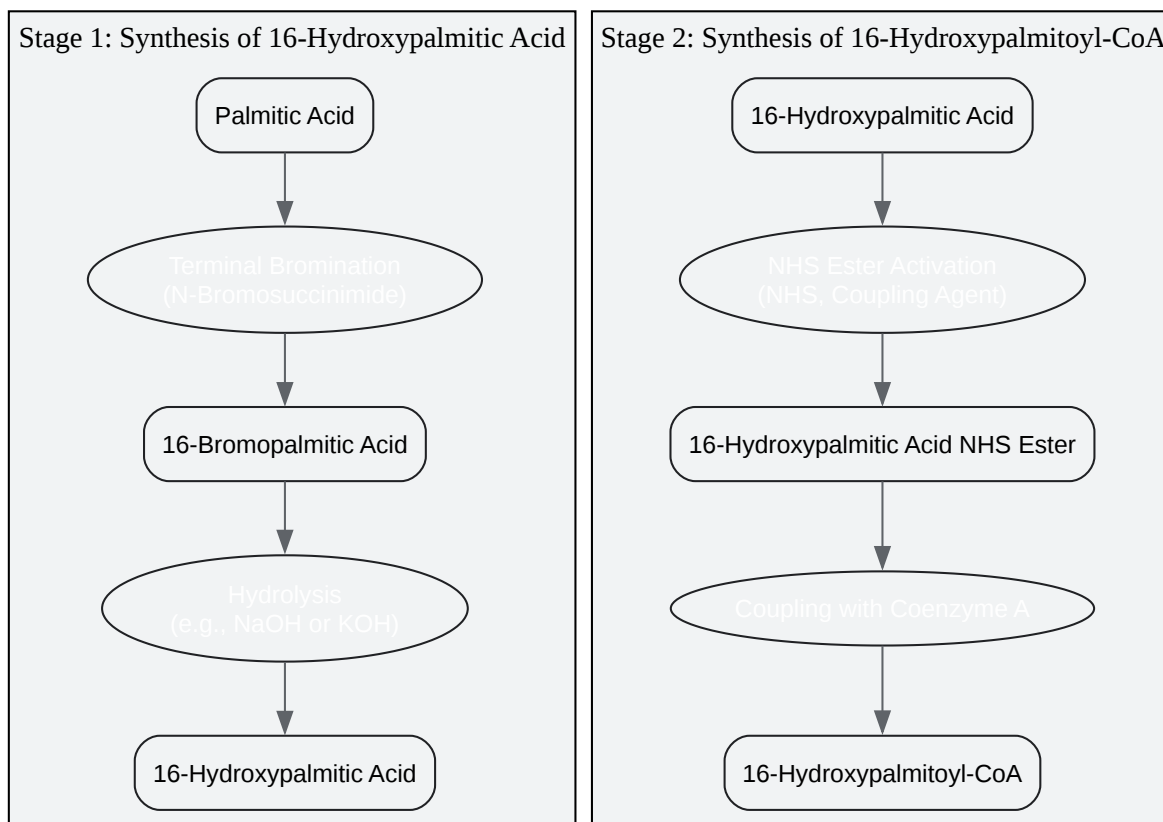 Stage 1: Synthesis of 16-Hydroxypalmitic Acid
Palmitic Acid
Terminal Bromination
(N-Bromosuccinimide)
16-Bromopalmitic Acid
Hydrolysis
(e.g., NaOH or KOH)
16-Hydroxypalmitic Acid
Stage 2: Synthesis of 16-Hydroxypalmitoyl-CoA
16-Hydroxypalmitic Acid
NHS Ester Activation
(NHS, Coupling Agent)
16-Hydroxypalmitic Acid NHS Ester
Coupling with Coenzyme A
16-Hydroxypalmitoyl-CoA